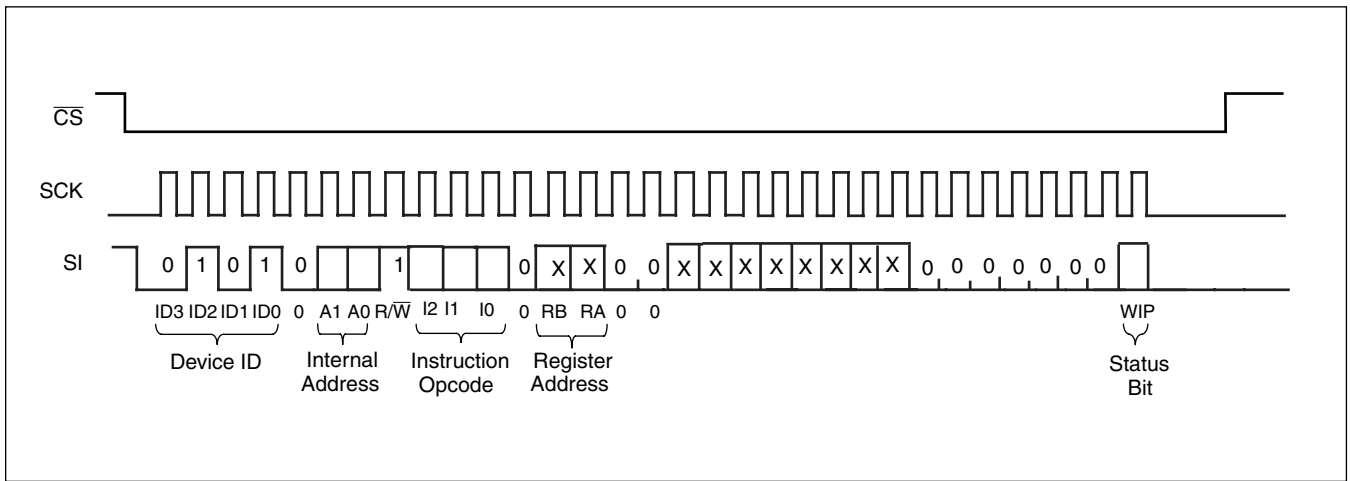 CS
SCK
SI
0 1 0 1 0 1 0 X X 0 0 X X X X X X X X 0 0 0 0 0 0 0
ID3 ID2 ID1 ID0 0 A1 A0 R/W I2 I1 I0 0 RB RA 0 0 WIP
Device ID
Internal Address
Instruction Opcode
Register Address
Status Bit